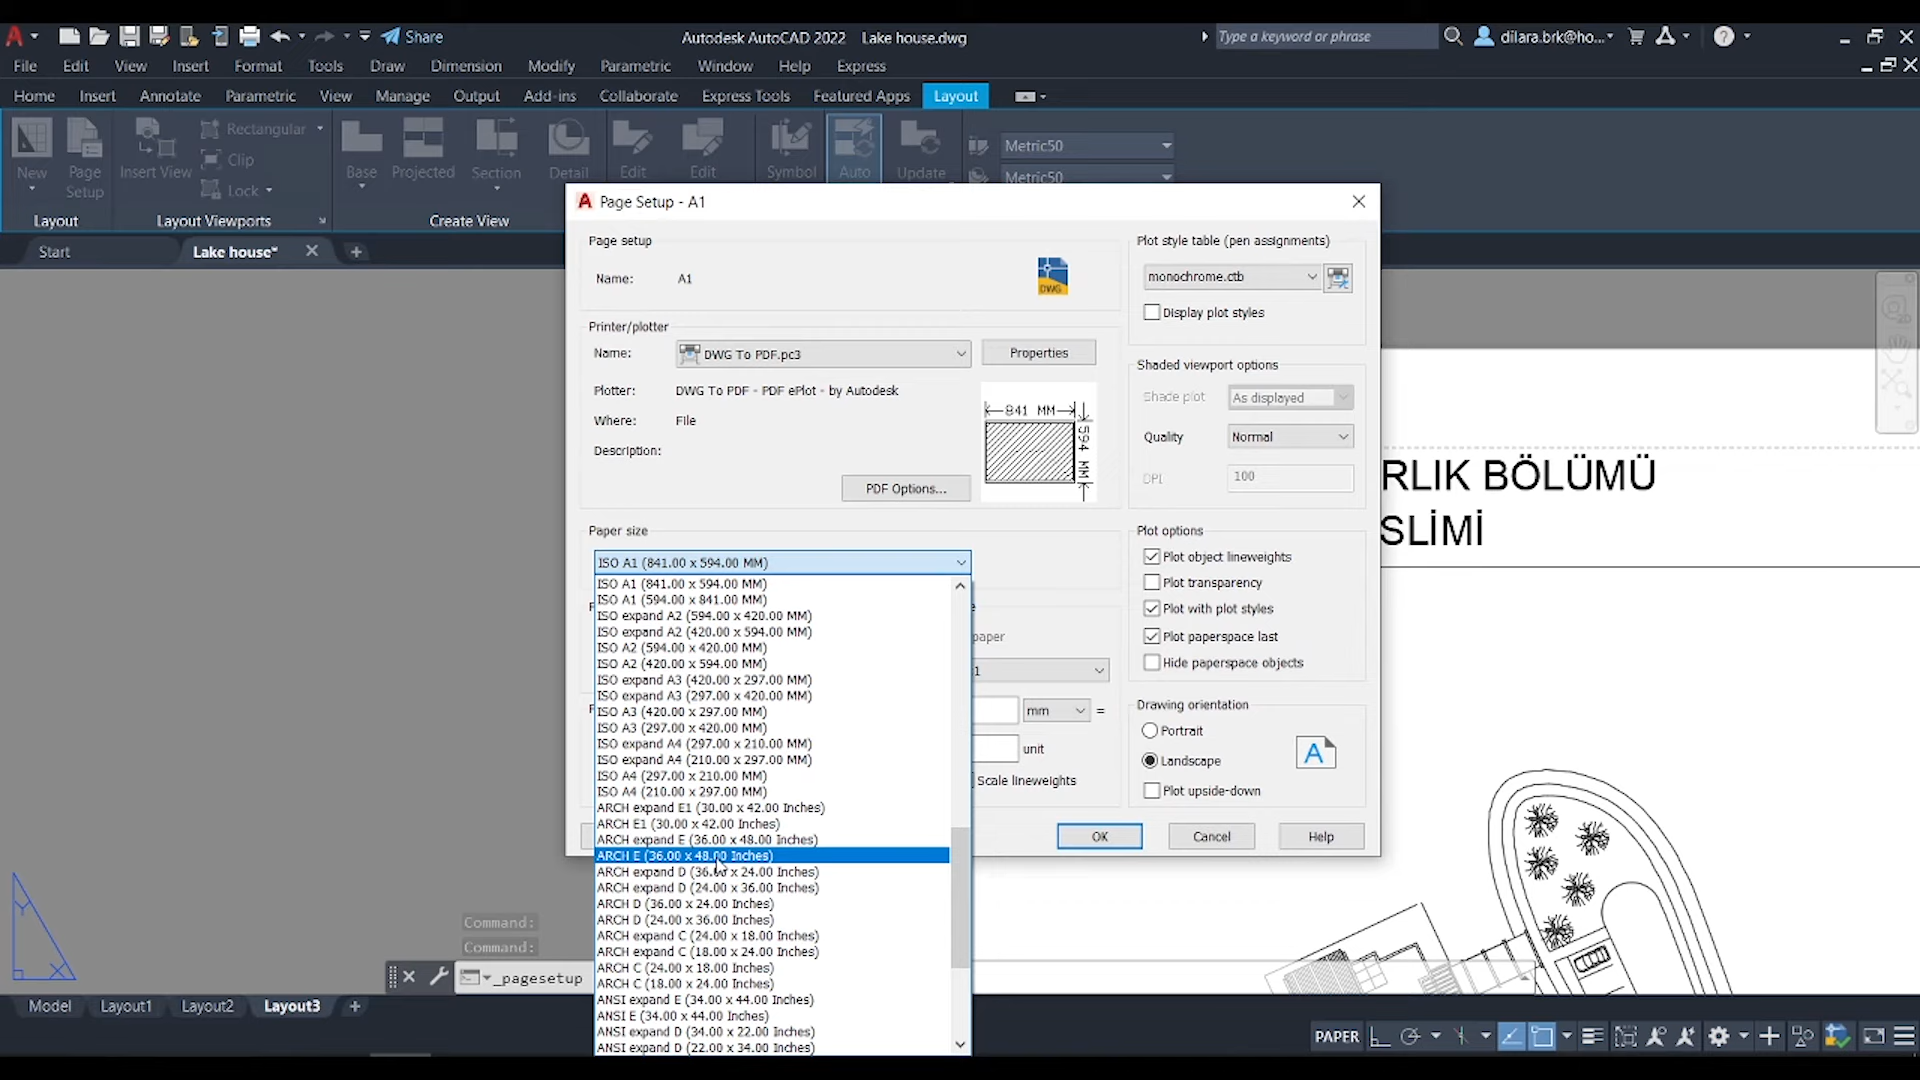 Share
Autodesk AutoCAD 2022 Lake house.dwg
Type a keyword or phrase
dilara.brk@ho...
File Edit View Insert Format Tools Draw Dimension Modify Parametric Window Help Express
Home Insert Annotate Parametric View Manage Output Add-ins Collaborate Express Tools Featured Apps Layout
Rectangular
Metric50
Clip
New Page Setup Insert View Lock Base Projected Section Detail Edit Edit Symbol Auto Update
Metric50
Layout Layout Viewports Create View
Start Lake house*
Page Setup - A1
Page setup
Name: A1
DWG
Plot style table (pen assignments)
monochrome.ctb
Display plot styles
Printer/plotter
Name: DWG To PDF.pc3 Properties
Plotter: DWG To PDF - PDF ePlot - by Autodesk
Where: File
Description:
841 MM
594 MM
PDF Options...
Shaded viewport options
Shade plot As displayed
Quality Normal
DPI 100
RLIK BÖLÜMÜ
SLİMİ
Paper size
ISO A1 (841.00 x 594.00 MM)
ISO A1 (841.00 x 594.00 MM)
ISO A1 (594.00 x 841.00 MM)
ISO expand A2 (594.00 x 420.00 MM)
ISO expand A2 (420.00 x 594.00 MM)
ISO A2 (594.00 x 420.00 MM)
ISO A2 (420.00 x 594.00 MM)
ISO expand A3 (420.00 x 297.00 MM)
ISO expand A3 (297.00 x 420.00 MM)
ISO A3 (420.00 x 297.00 MM)
ISO A3 (297.00 x 420.00 MM)
ISO expand A4 (297.00 x 210.00 MM)
ISO expand A4 (210.00 x 297.00 MM)
ISO A4 (297.00 x 210.00 MM)
ISO A4 (210.00 x 297.00 MM)
ARCH expand E1 (30.00 x 42.00 Inches)
ARCH E1 (30.00 x 42.00 Inches)
ARCH expand E (36.00 x 48.00 Inches)
ARCH E (36.00 x 48.00 Inches)
ARCH expand D (36.00 x 24.00 Inches)
ARCH expand D (24.00 x 36.00 Inches)
ARCH D (36.00 x 24.00 Inches)
ARCH D (24.00 x 36.00 Inches)
ARCH expand C (24.00 x 18.00 Inches)
ARCH expand C (18.00 x 24.00 Inches)
ARCH C (24.00 x 18.00 Inches)
ARCH C (18.00 x 24.00 Inches)
ANSI expand E (34.00 x 44.00 Inches)
ANSI E (34.00 x 44.00 Inches)
ANSI expand D (34.00 x 22.00 Inches)
ANSI expand D (22.00 x 34.00 Inches)
paper
1
mm =
unit
Scale lineweights
Plot options
Plot object lineweights
Plot transparency
Plot with plot styles
Plot paperspace last
Hide paperspace objects
Drawing orientation
Portrait
Landscape
A
Plot upside-down
OK Cancel Help
Command:
Command:
_pagesetup
Model Layout1 Layout2 Layout3
PAPER